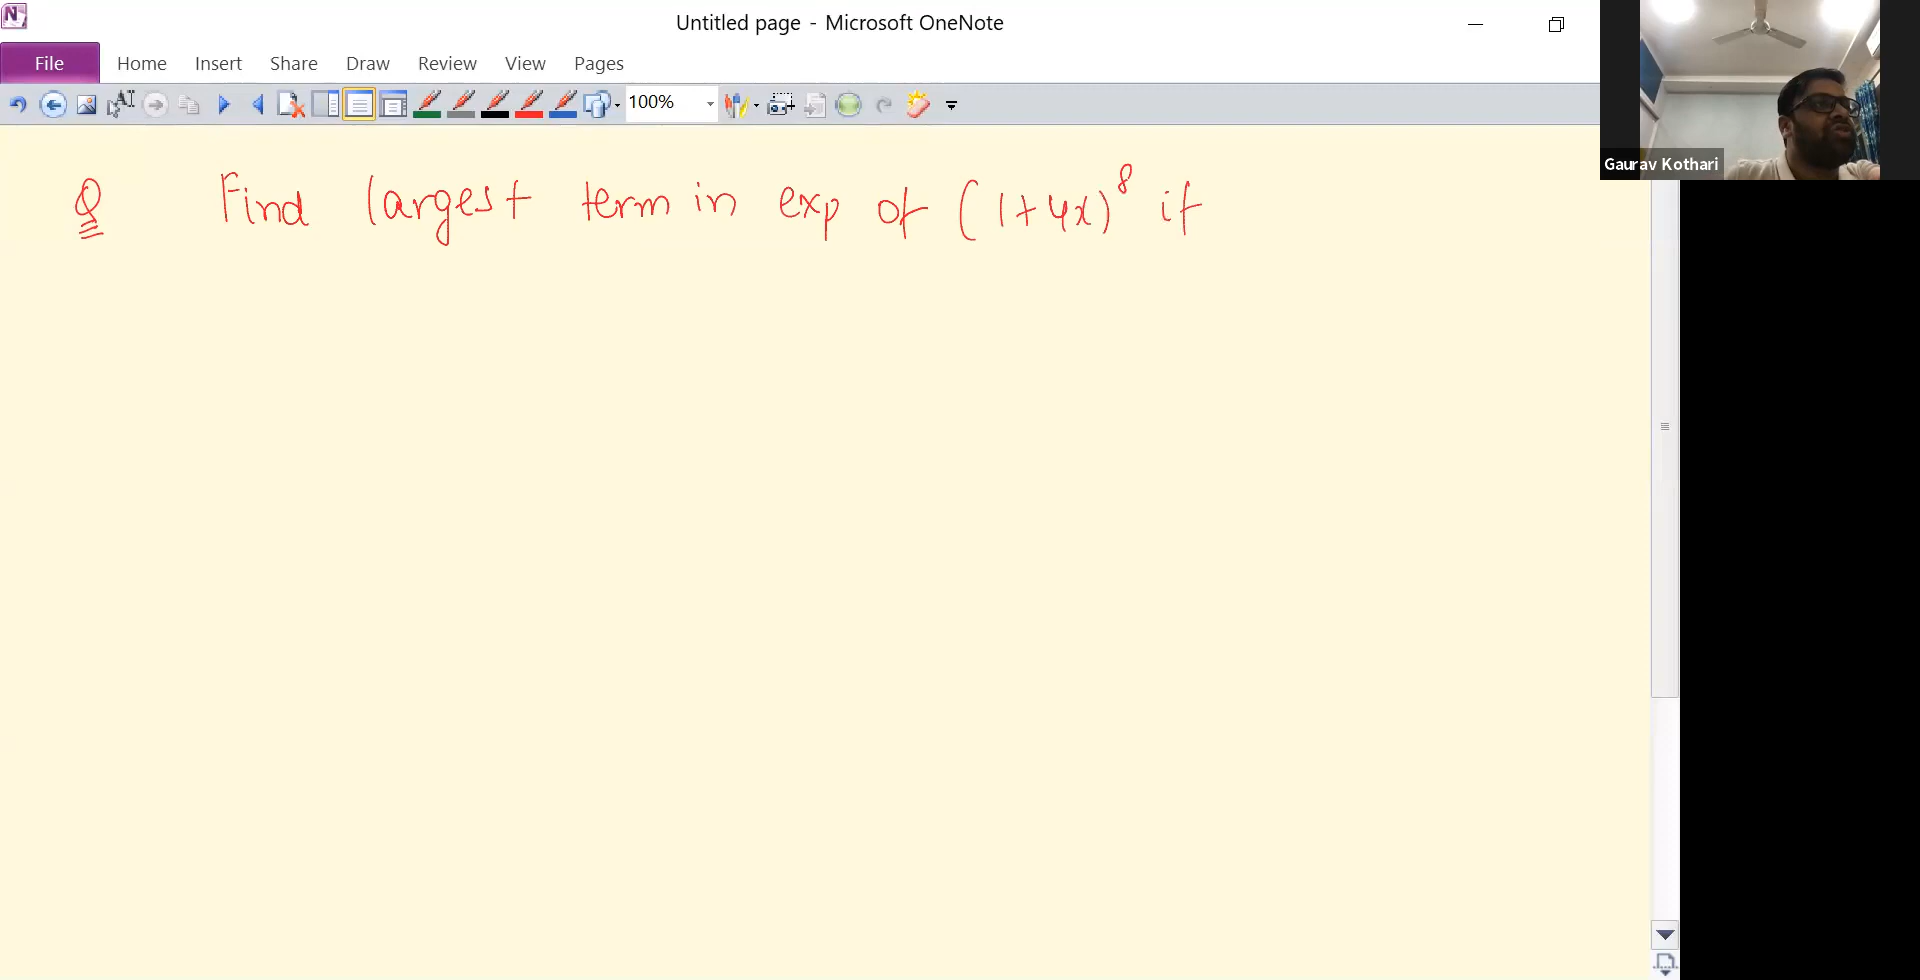 Untitled page - Microsoft OneNote
File Home Insert Share Draw Review View Pages
100%
Gaurav Kothari
Q Find largest term in exp of (1+4x)⁸ if